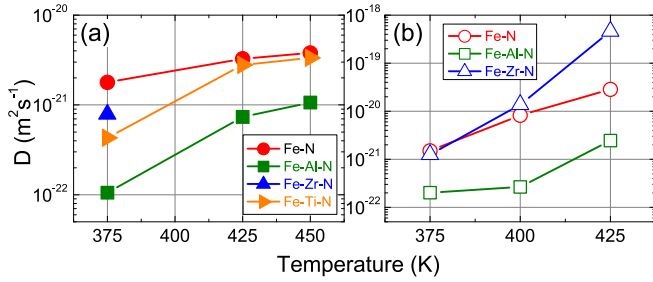 (a)
(b)
D (m²s⁻¹)
10⁻²⁰
10⁻²¹
10⁻²²
10⁻¹⁸
10⁻¹⁹
10⁻²⁰
10⁻²¹
10⁻²²
Fe-N
Fe-Al-N
Fe-Zr-N
Fe-Ti-N
Fe-N
Fe-Al-N
Fe-Zr-N
375 400 425 450
375 400 425
Temperature (K)